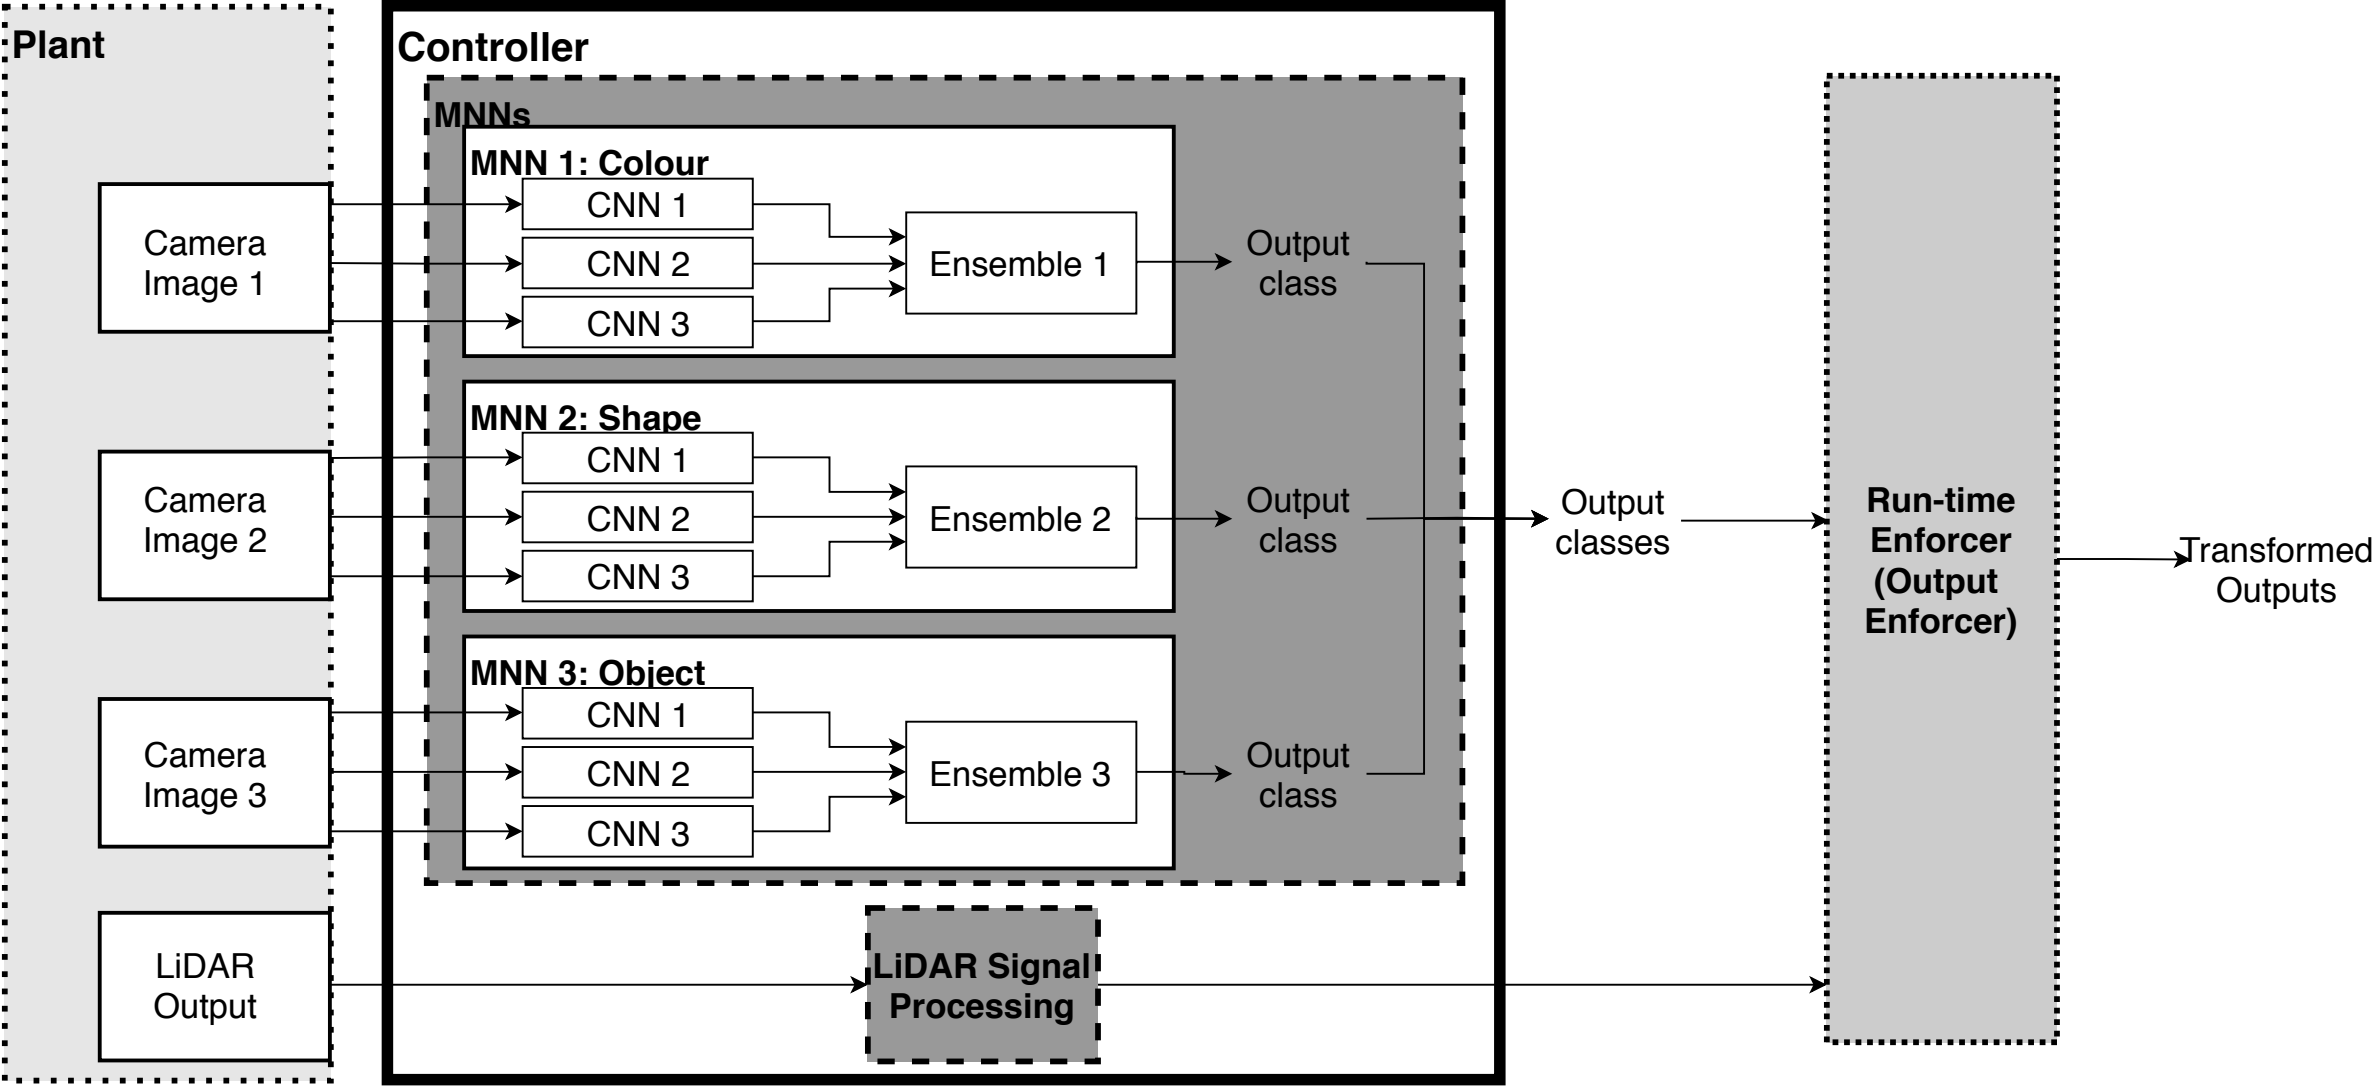 Plant
Controller
MNNs
MNN 1: Colour
CNN 1
CNN 2
CNN 3
Camera
Image 1
Ensemble 1
Output
class
MNN 2: Shape
CNN 1
CNN 2
CNN 3
Camera
Image 2
Ensemble 2
Output
class
Output
classes
Run-time
Enforcer
(Output
Enforcer)
Transformed
Outputs
MNN 3: Object
CNN 1
CNN 2
CNN 3
Camera
Image 3
Ensemble 3
Output
class
LiDAR
Output
LiDAR Signal
Processing